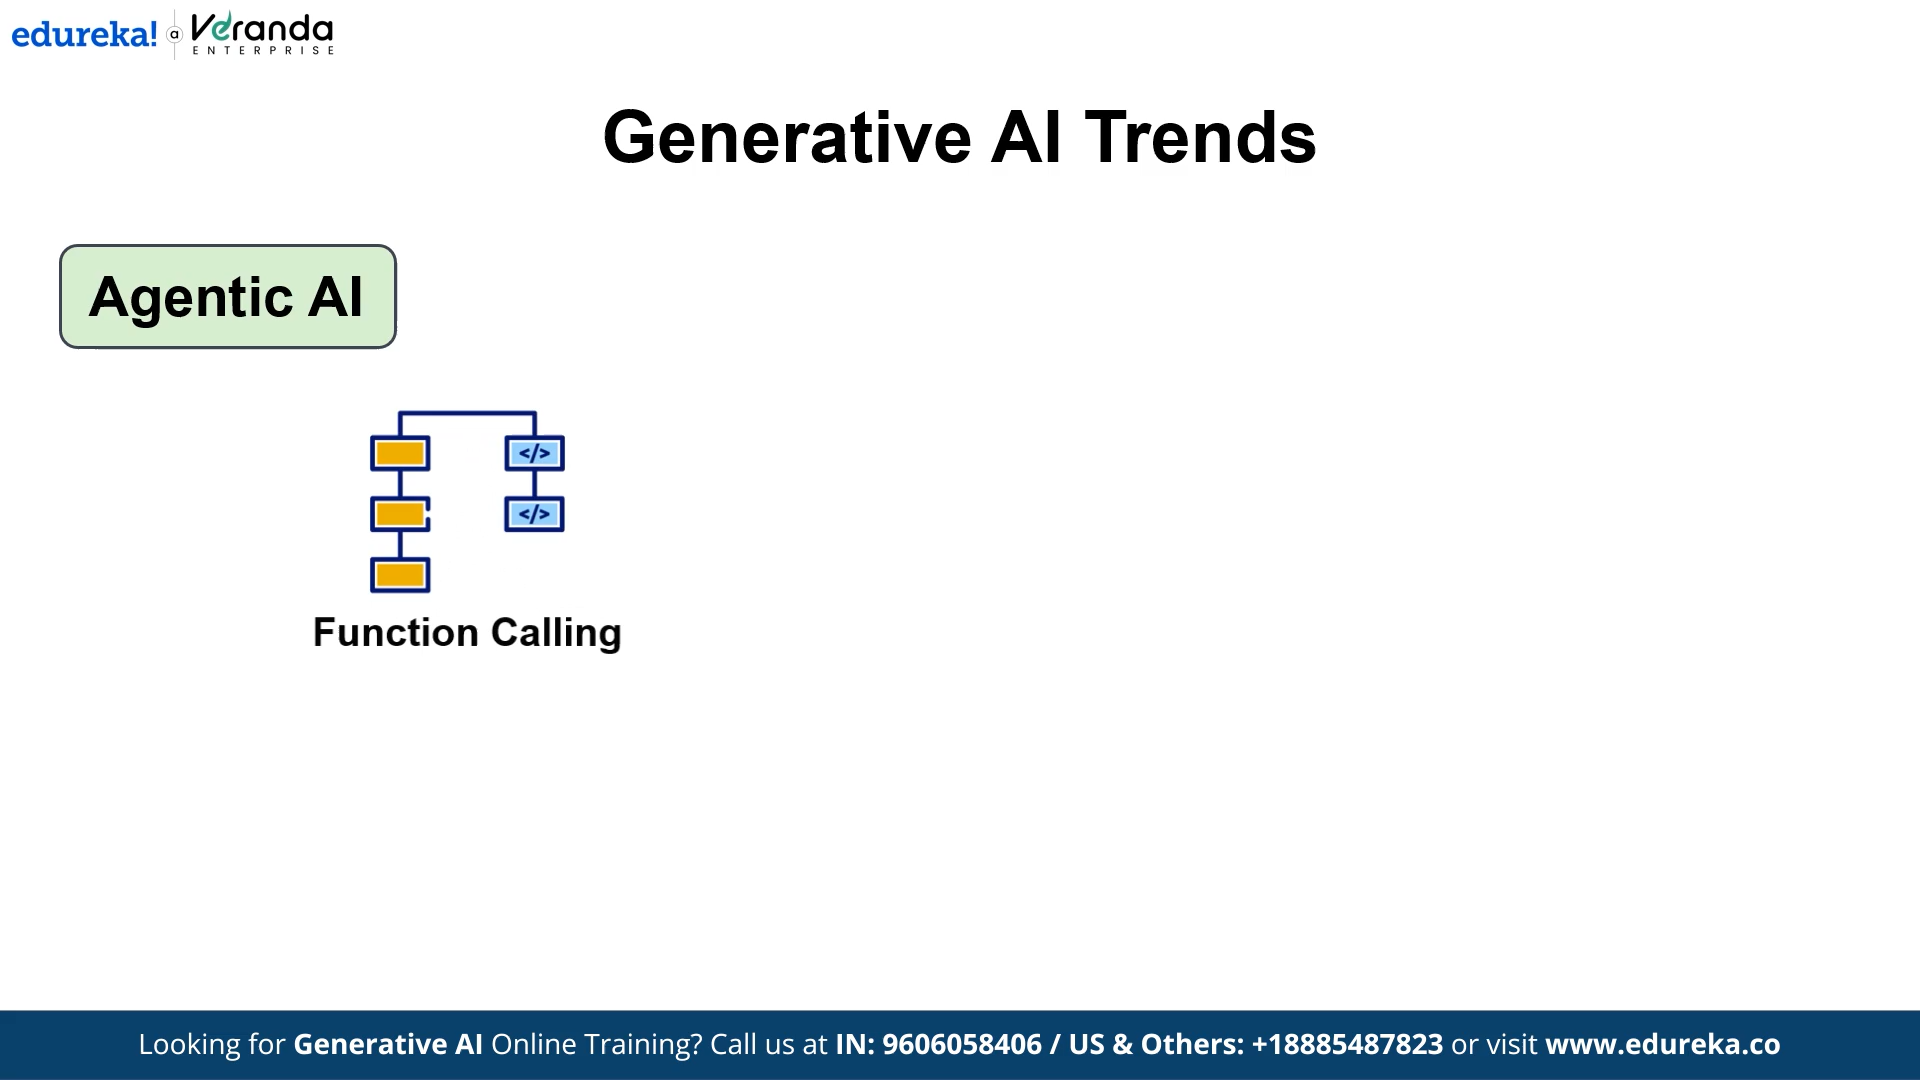 edureka! a Veranda
ENTERPRISE
Generative AI Trends
Agentic AI
</>
</>
Function Calling
Looking for Generative AI Online Training? Call us at IN: 9606058406 / US & Others: +18885487823 or visit www.edureka.co